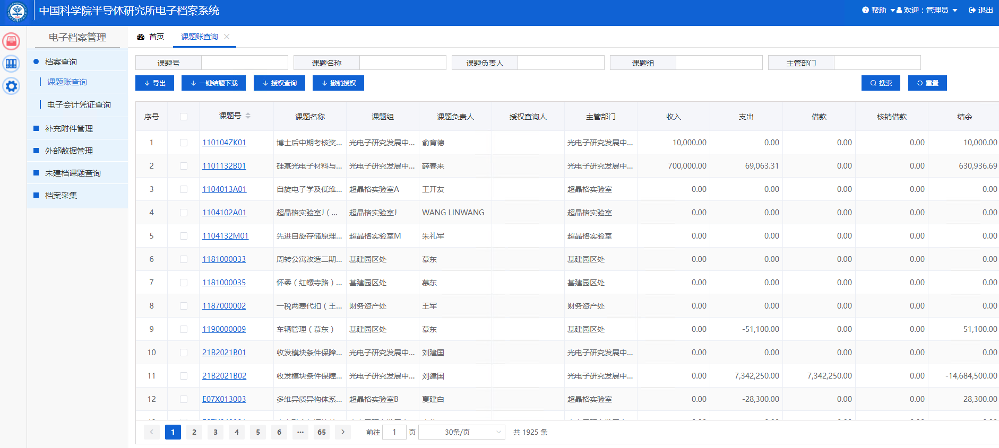 中国科学院半导体研究所电子档案系统
帮助 欢迎：管理员 退出
电子档案管理
首页 课题账查询
档案查询
课题账查询
电子会计凭证查询
补充附件管理
外部数据管理
未建档课题查询
档案采集
课题号 课题名称 课题负责人 课题组 主管部门
导出 一键结题下载 授权查询 撤销授权 搜索 重置
序号 课题号 课题名称 课题组 课题负责人 授权查询人 主管部门 收入 支出 借款 核销借款 结余
1 110104ZK01 博士后中期考核奖... 光电子研究发展中... 俞育德 光电子研究发展中... 10,000.00 0.00 0.00 0.00 10,000.00
2 1101132B01 硅基光电子材料与... 光电子研究发展中... 薛春来 光电子研究发展中... 700,000.00 69,063.31 0.00 0.00 630,936.69
3 1104013A01 自旋电子学及低维... 超晶格实验室A 王开友 超晶格实验室 0.00 0.00 0.00 0.00 0.00
4 1104102A01 超晶格实验室J（... 超晶格实验室J WANG LINWANG 超晶格实验室 0.00 0.00 0.00 0.00 0.00
5 1104132M01 先进自旋存储原理... 超晶格实验室M 朱礼军 超晶格实验室 0.00 0.00 0.00 0.00 0.00
6 1181000033 周转公寓改造二期... 基建园区处 慕东 基建园区处 0.00 0.00 0.00 0.00 0.00
7 1181000035 怀柔（红螺寺路）... 基建园区处 慕东 基建园区处 0.00 0.00 0.00 0.00 0.00
8 1187000002 一税两费代扣（王... 财务资产处 王军 财务资产处 0.00 0.00 0.00 0.00 0.00
9 1190000009 车辆管理（慕东） 基建园区处 慕东 基建园区处 0.00 -51,100.00 0.00 0.00 51,100.00
10 21B2021B01 收发模块条件保障... 光电子研究发展中... 刘建国 光电子研究发展中... 0.00 0.00 0.00 0.00 0.00
11 21B2021B02 收发模块条件保障... 光电子研究发展中... 刘建国 光电子研究发展中... 0.00 7,342,250.00 7,342,250.00 0.00 -14,684,500.00
12 E07X013003 多维异质异构体系... 超晶格实验室B 夏建白 超晶格实验室 0.00 -28,300.00 0.00 0.00 28,300.00
1 2 3 4 5 6 ... 65 前往 1 页 30条/页 共 1925 条